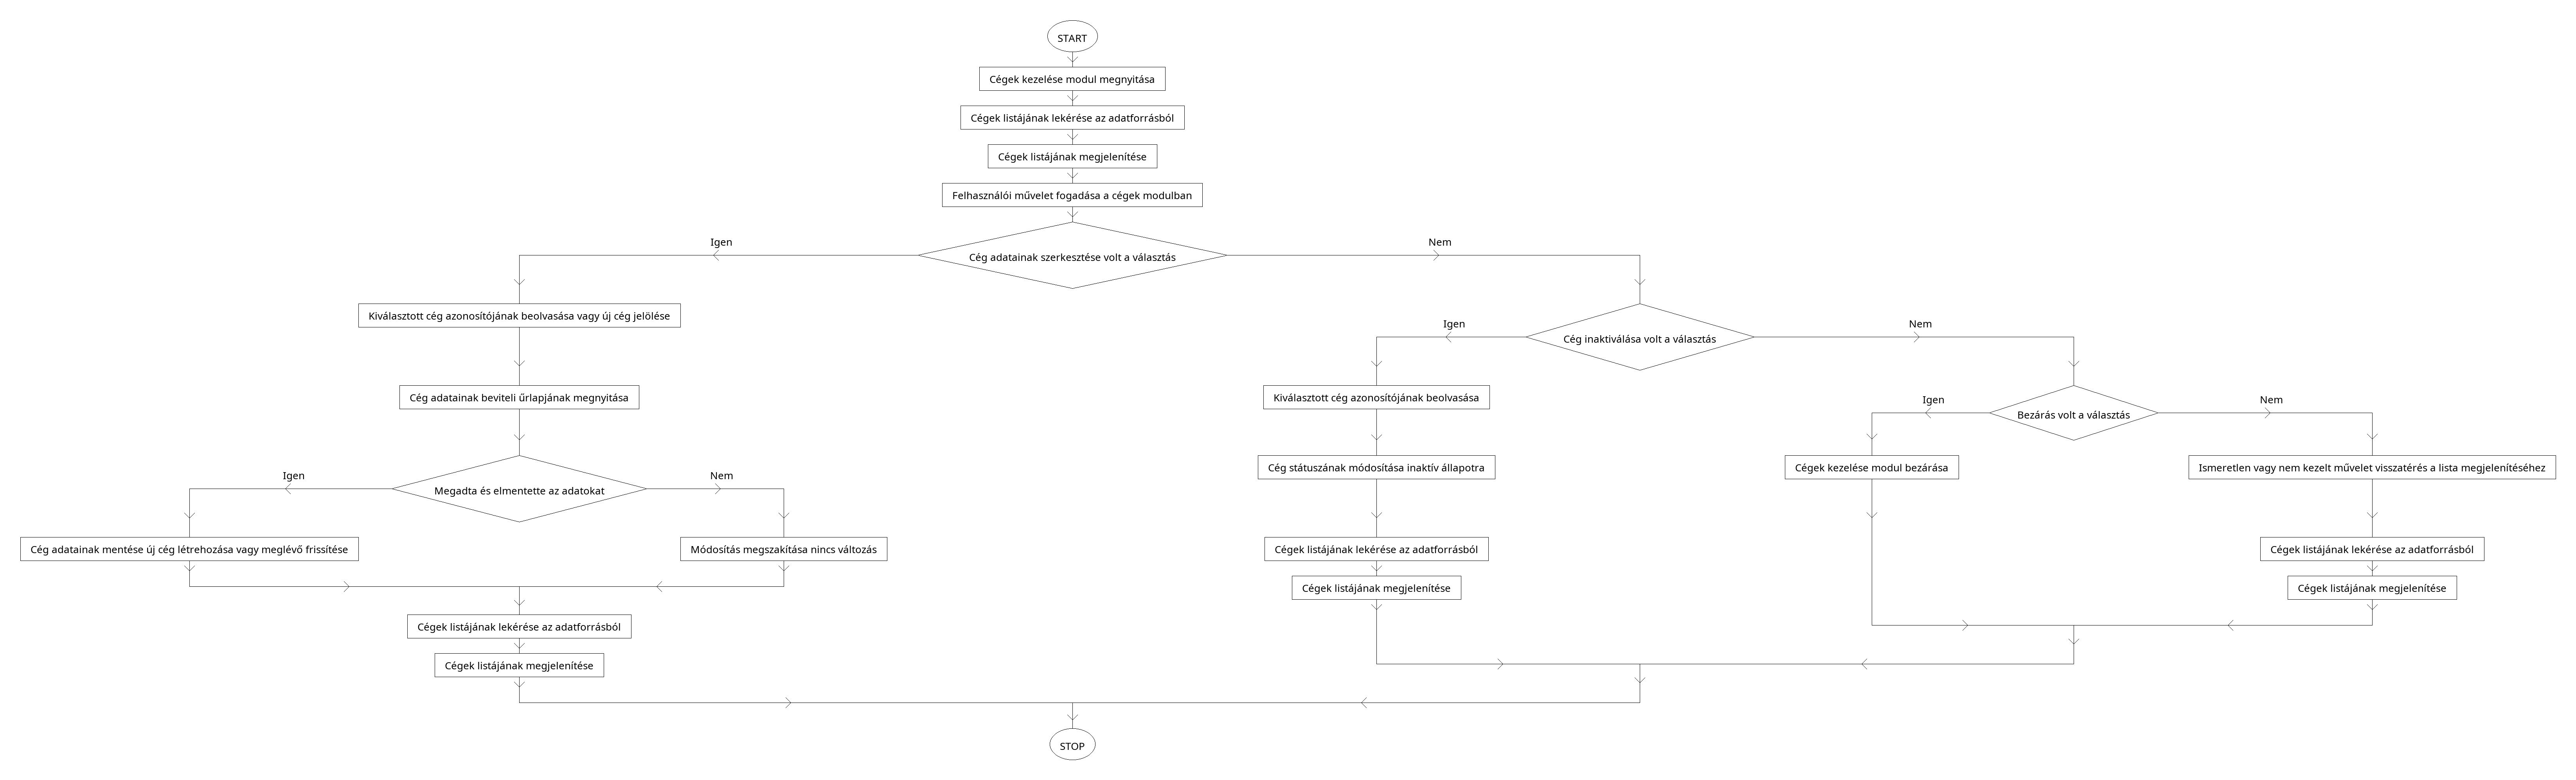 START
Cégek kezelése modul megnyitása
Cégek listájának lekérése az adatforrásból
Cégek listájának megjelenítése
Felhasználói művelet fogadása a cégek modulban
Igen
Nem
Cég adatainak szerkesztése volt a választás
Kiválasztott cég azonosítójának beolvasása vagy új cég jelölése
Igen
Nem
Cég inaktiválása volt a választás
Cég adatainak beviteli űrlapjának megnyitása
Kiválasztott cég azonosítójának beolvasása
Igen
Nem
Bezárás volt a választás
Igen
Nem
Megadta és elmentette az adatokat
Cég státuszának módosítása inaktív állapotra
Cégek kezelése modul bezárása
Ismeretlen vagy nem kezelt művelet visszatérés a lista megjelenítéséhez
Cég adatainak mentése új cég létrehozása vagy meglévő frissítése
Módosítás megszakítása nincs változás
Cégek listájának lekérése az adatforrásból
Cégek listájának lekérése az adatforrásból
Cégek listájának megjelenítése
Cégek listájának megjelenítése
Cégek listájának lekérése az adatforrásból
Cégek listájának megjelenítése
STOP